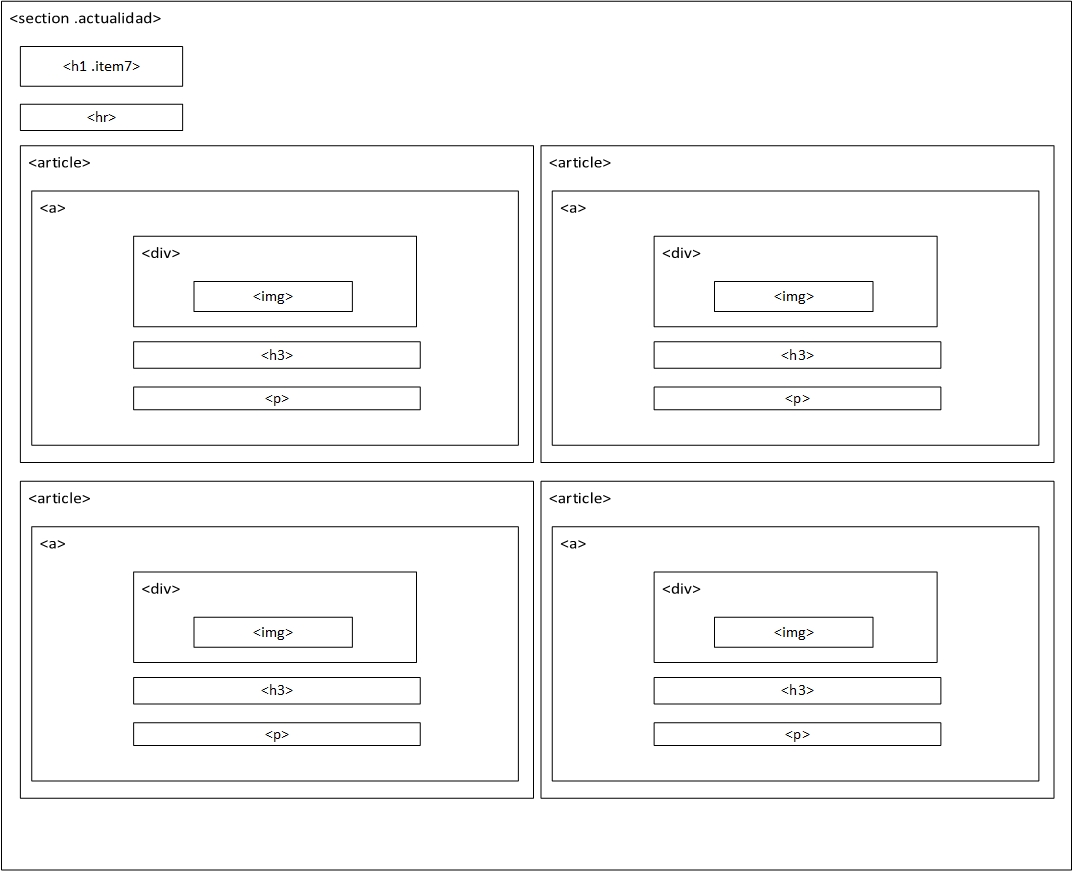 <section .actualidad>
<h1 .item7>
<hr>
<article>
<a>
<div>
<img>
<h3>
<p>
<article>
<a>
<div>
<img>
<h3>
<p>
<article>
<a>
<div>
<img>
<h3>
<p>
<article>
<a>
<div>
<img>
<h3>
<p>